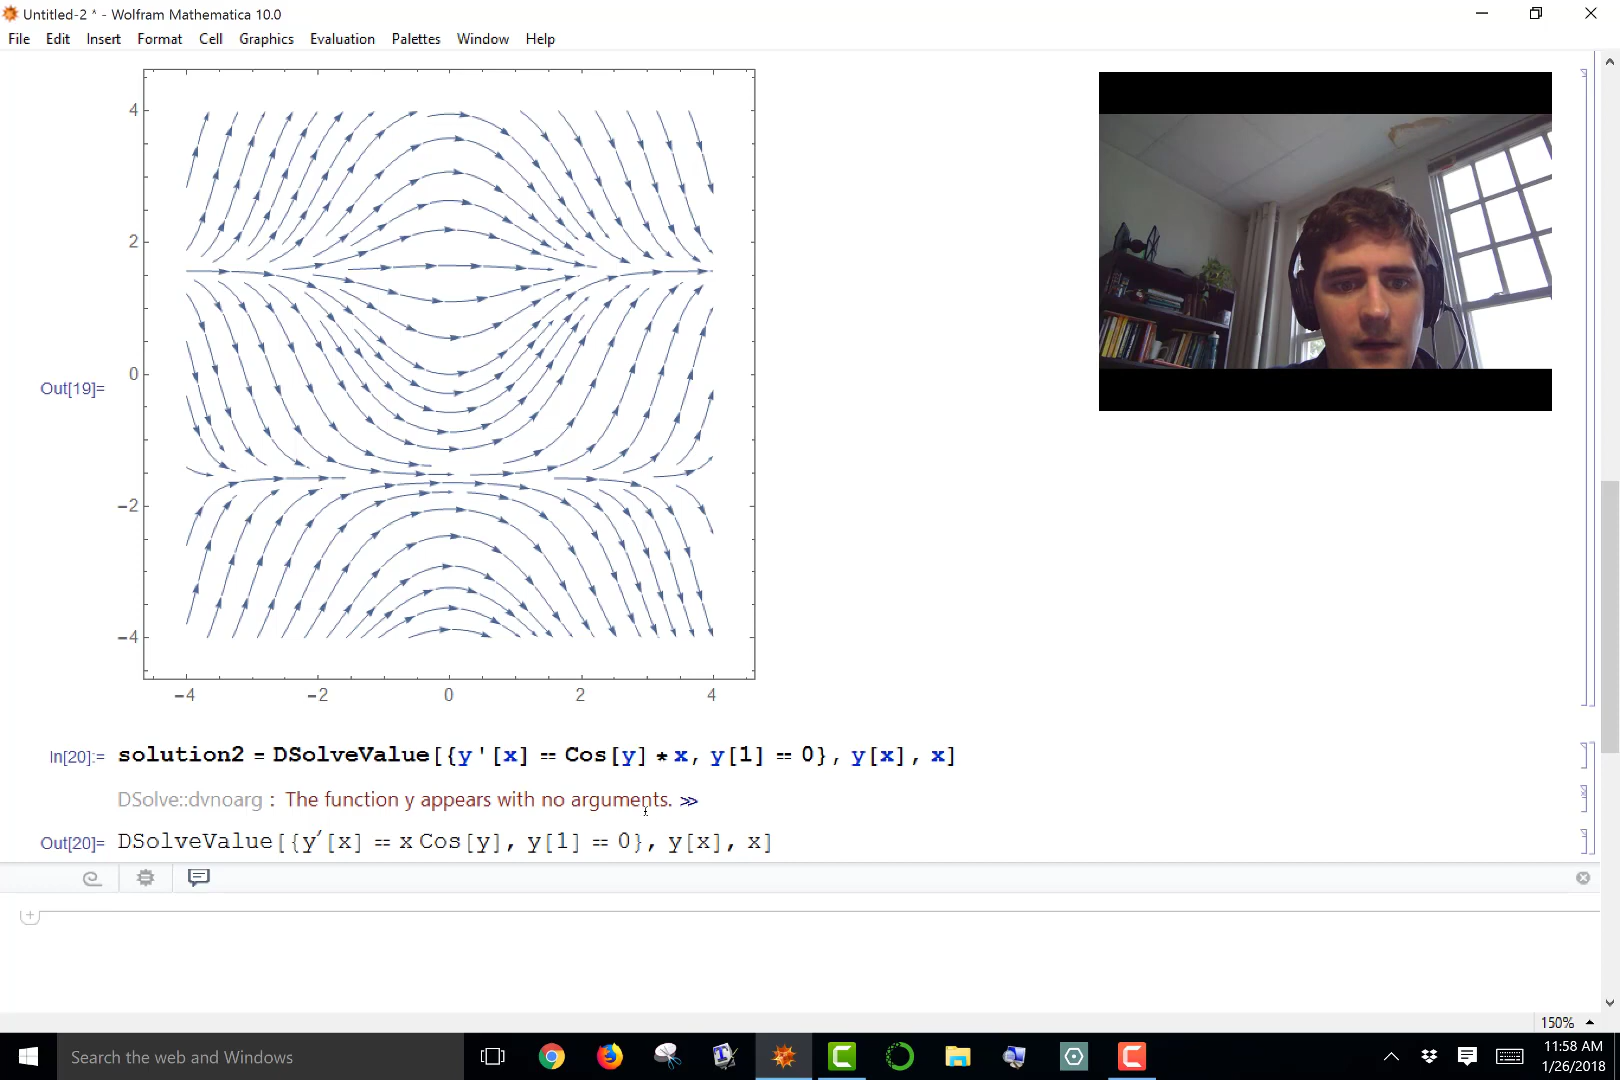 Untitled-2 * - Wolfram Mathematica 10.0
File Edit Insert Format Cell Graphics Evaluation Palettes Window Help
4
2
0
−2
−4
−4 −2 0 2 4
Out[19]=
In[20]:= solution2 = DSolveValue[{y'[x] == Cos[y] * x, y[1] == 0}, y[x], x]
DSolve::dvnoarg : The function y appears with no arguments. ≫
Out[20]= DSolveValue[{y′[x] == x Cos[y], y[1] == 0}, y[x], x]
150%
Search the web and Windows
11:58 AM
1/26/2018